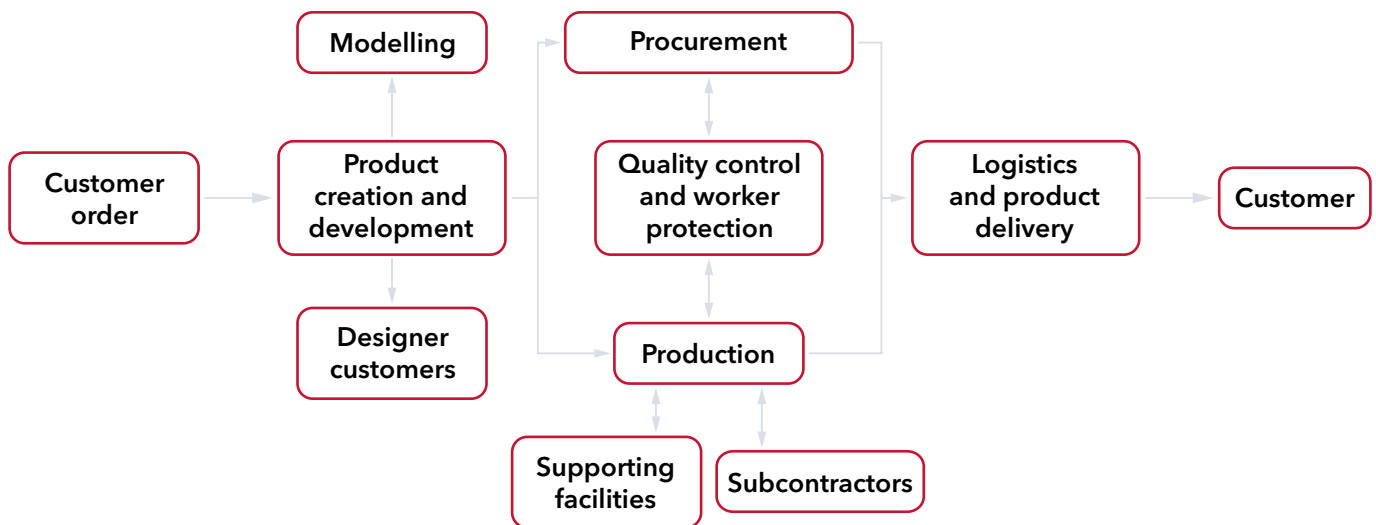 Modelling
Procurement
Customer
order
Product
creation and
development
Quality control
and worker
protection
Logistics
and product
delivery
Customer
Designer
customers
Production
Supporting
facilities
Subcontractors